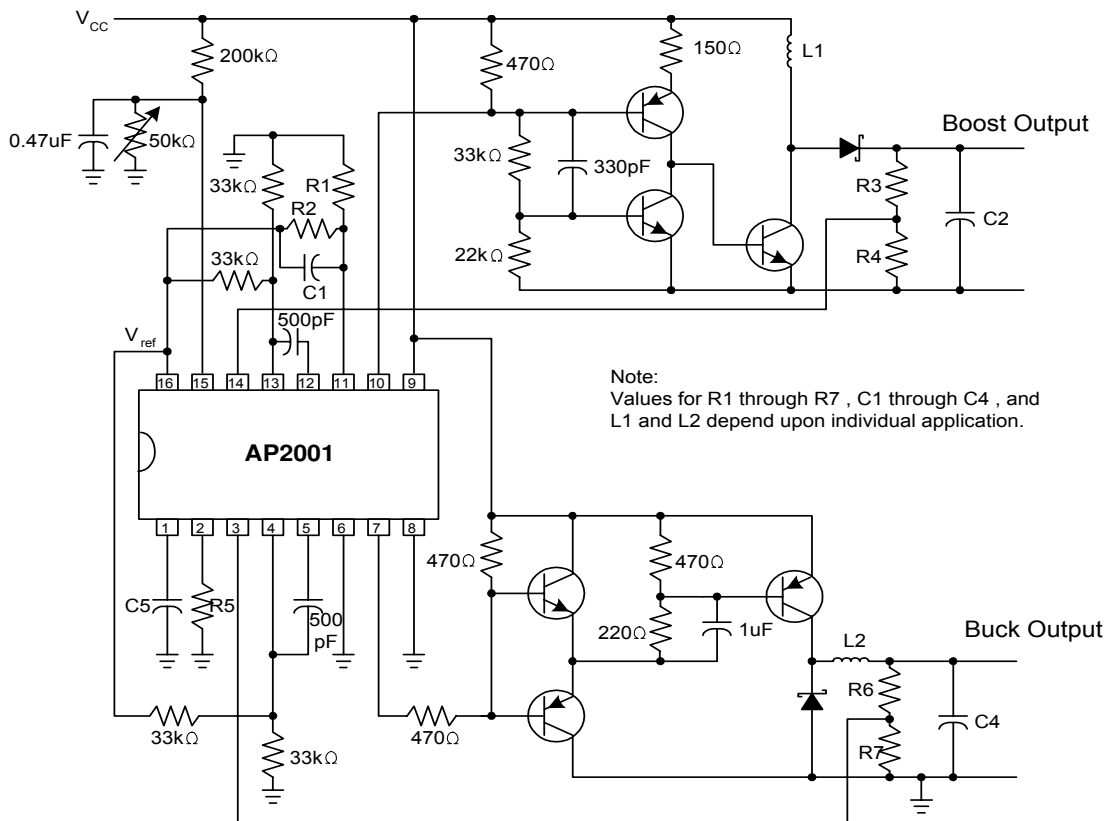 V_CC
200kΩ
0.47uF
50kΩ
33kΩ
R1
R2
33kΩ
C1
500pF
V_ref
470Ω
150Ω
L1
33kΩ
330pF
22kΩ
Boost Output
R3
R4
C2
16 15 14 13 12 11 10 9
AP2001
1 2 3 4 5 6 7 8
Note:
Values for R1 through R7 , C1 through C4 , and
L1 and L2 depend upon individual application.
C5
R5
500
pF
33kΩ
33kΩ
470Ω
470Ω
470Ω
220Ω
1uF
L2
Buck Output
R6
R7
C4